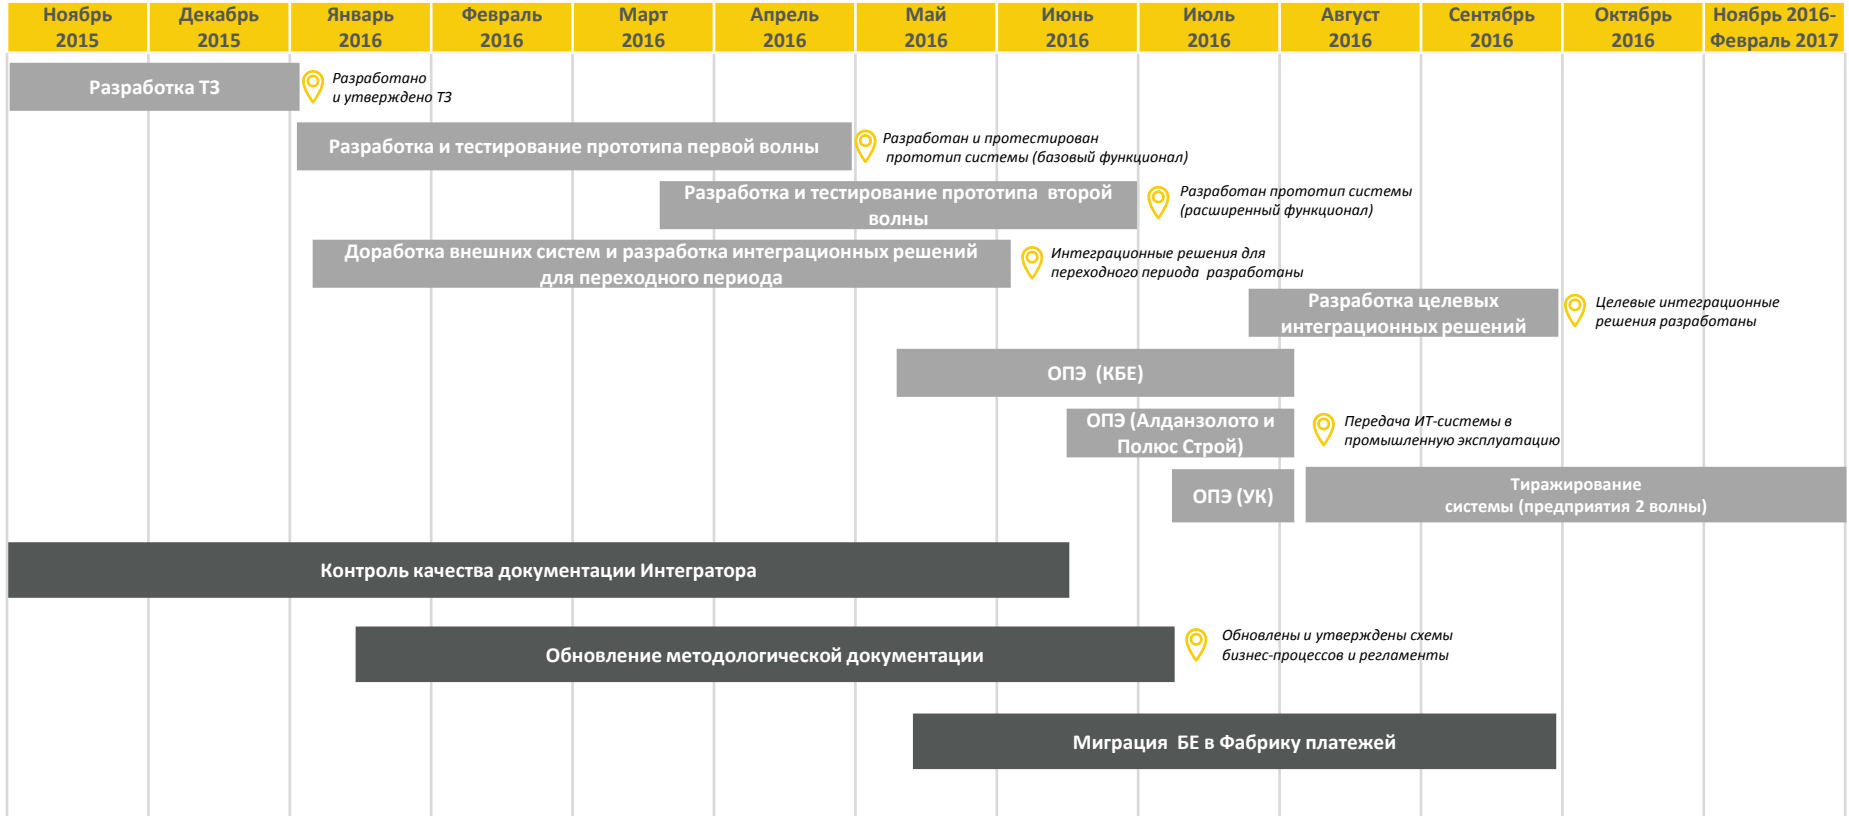 Ноябрь
2015
Декабрь
2015
Январь
2016
Февраль
2016
Март
2016
Апрель
2016
Май
2016
Июнь
2016
Июль
2016
Август
2016
Сентябрь
2016
Октябрь
2016
Ноябрь 2016-
Февраль 2017
Разработка ТЗ
Разработано
и утверждено ТЗ
Разработка и тестирование прототипа первой волны
Разработан и протестирован
прототип системы (базовый функционал)
Разработка и тестирование прототипа второй
волны
Разработан прототип системы
(расширенный функционал)
Доработка внешних систем и разработка интеграционных решений
для переходного периода
Интеграционные решения для
переходного периода разработаны
Разработка целевых
интеграционных решений
Целевые интеграционные
решения разработаны
ОПЭ (КБЕ)
ОПЭ (Алданзолото и
Полюс Строй)
Передача ИТ-системы в
промышленную эксплуатацию
ОПЭ (УК)
Тиражирование
системы (предприятия 2 волны)
Контроль качества документации Интегратора
Обновление методологической документации
Обновлены и утверждены схемы
бизнес-процессов и регламенты
Миграция БЕ в Фабрику платежей